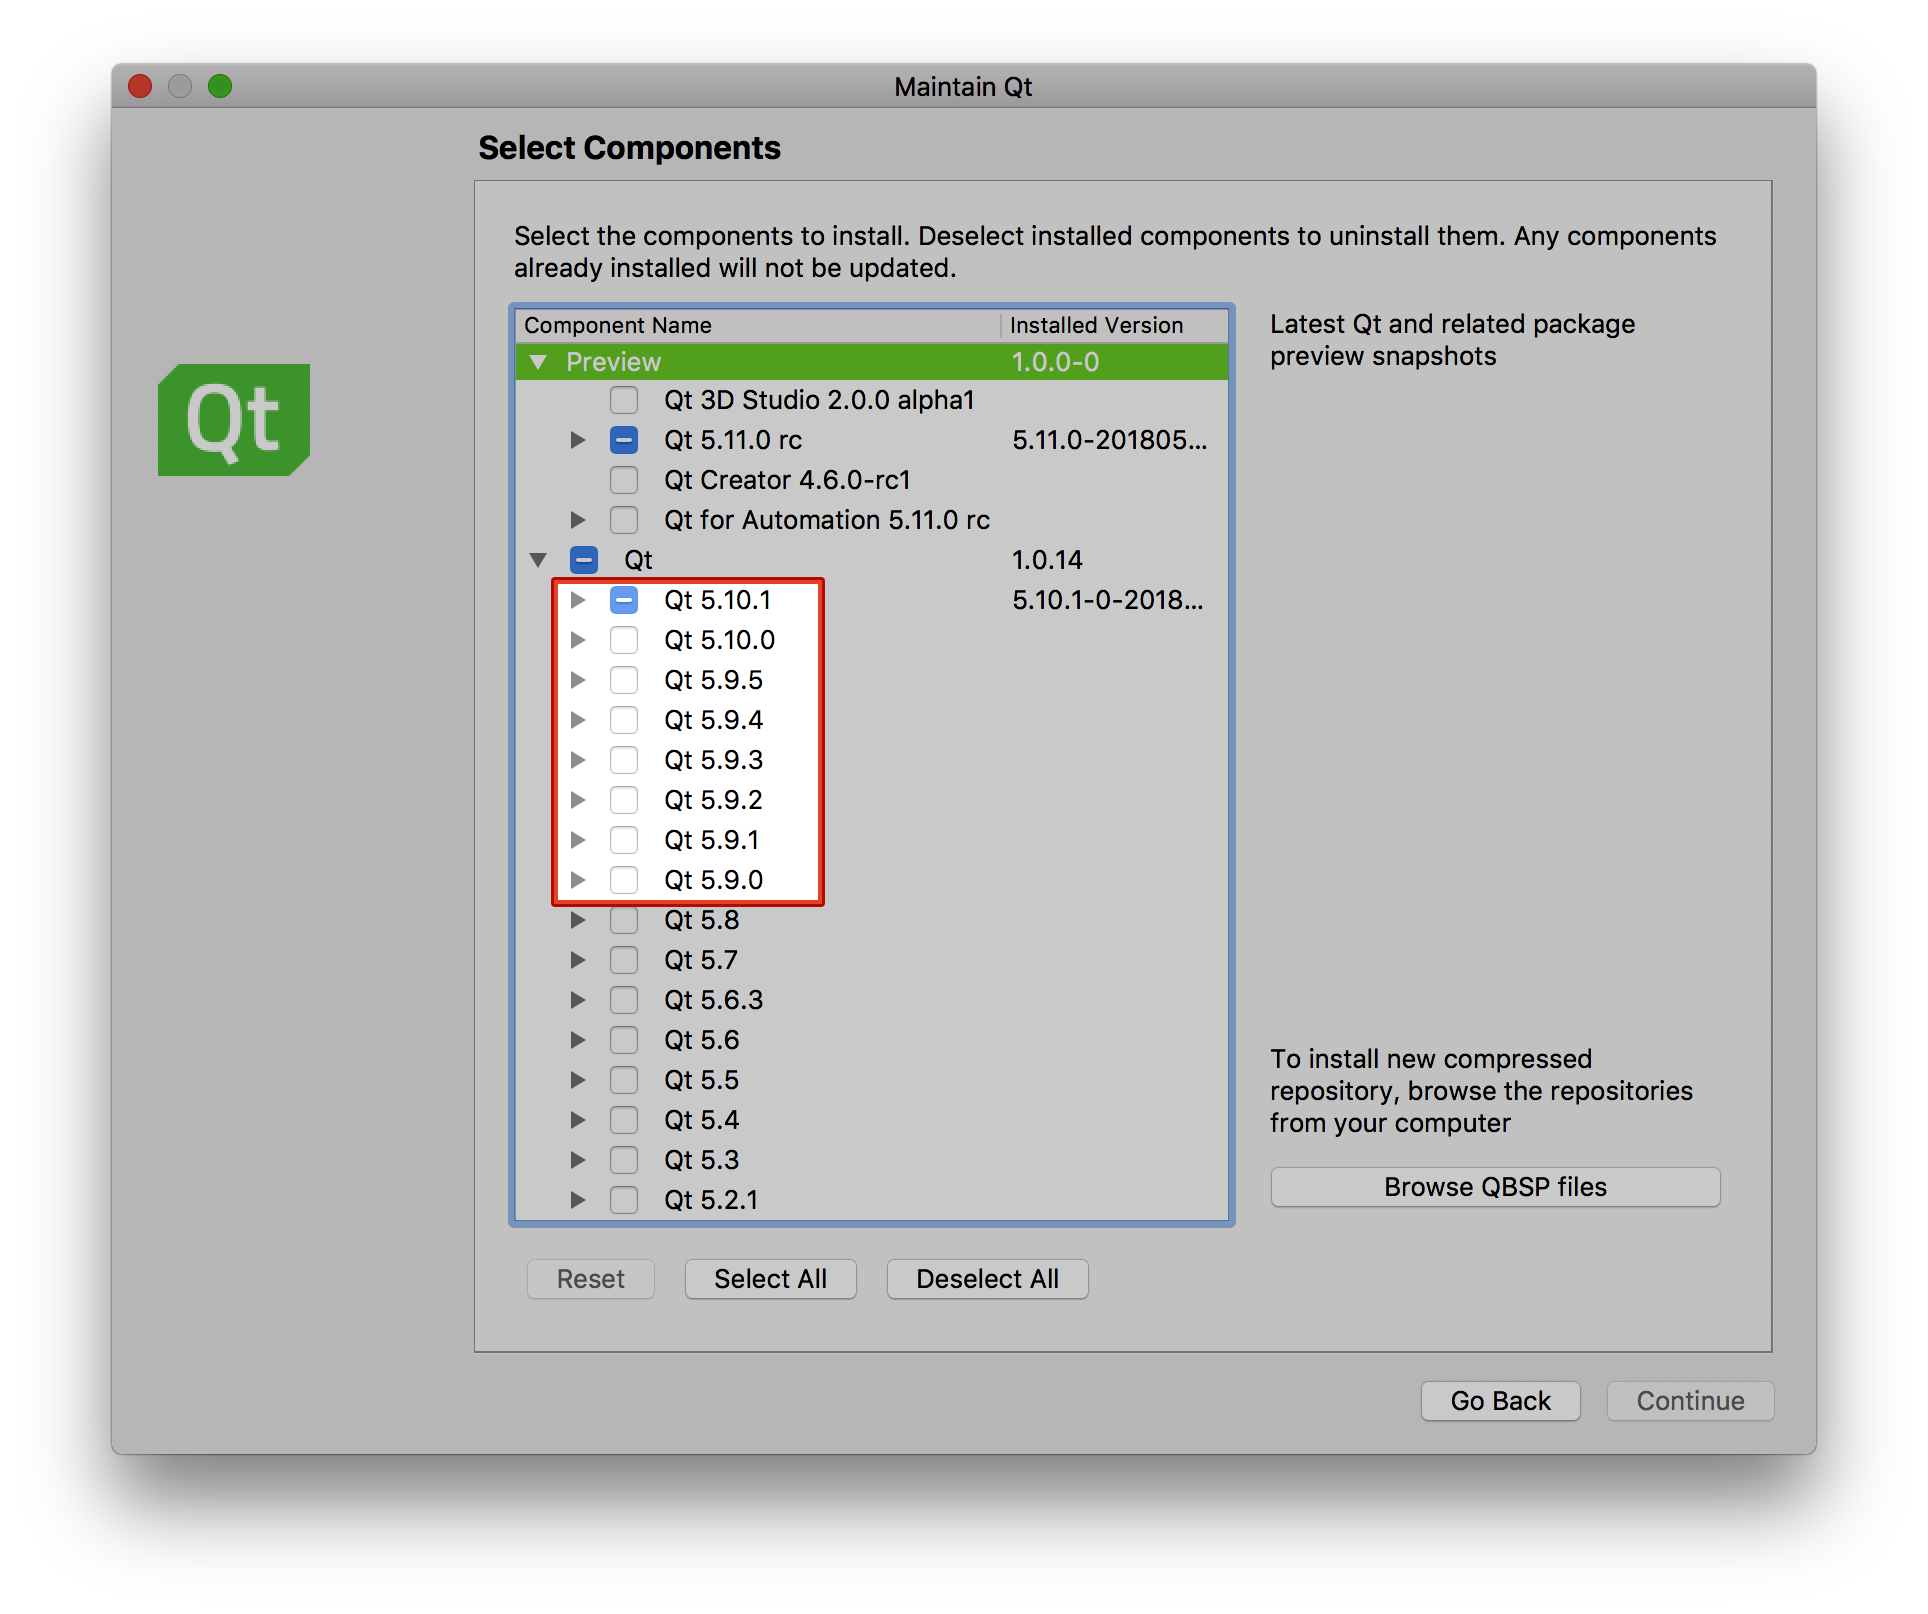 Maintain Qt
Select Components
Select the components to install. Deselect installed components to uninstall them. Any components
already installed will not be updated.
Component Name Installed Version
Preview 1.0.0-0
Qt 3D Studio 2.0.0 alpha1
Qt 5.11.0 rc 5.11.0-201805...
Qt Creator 4.6.0-rc1
Qt for Automation 5.11.0 rc
Qt 1.0.14
Qt 5.10.1 5.10.1-0-2018...
Qt 5.10.0
Qt 5.9.5
Qt 5.9.4
Qt 5.9.3
Qt 5.9.2
Qt 5.9.1
Qt 5.9.0
Qt 5.8
Qt 5.7
Qt 5.6.3
Qt 5.6
Qt 5.5
Qt 5.4
Qt 5.3
Qt 5.2.1
Latest Qt and related package
preview snapshots
Qt
To install new compressed
repository, browse the repositories
from your computer
Browse QBSP files
Reset Select All Deselect All
Go Back Continue